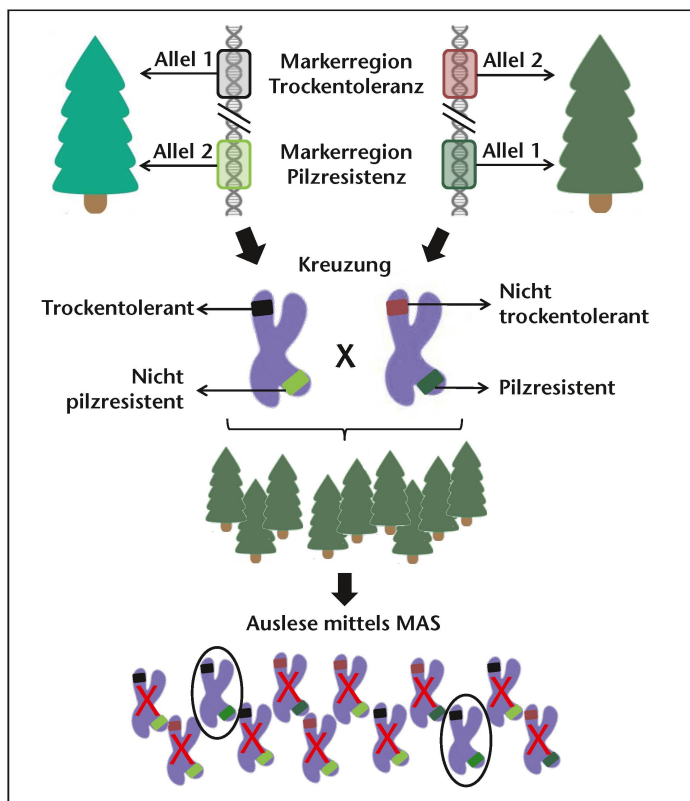 Allel 1
Markerregion
Trockentoleranz
Allel 2
Allel 2
Markerregion
Pilzresistenz
Allel 1
Kreuzung
Trockentolerant
Nicht
trockentolerant
X
Nicht
pilzresistent
Pilzresistent
Auslese mittels MAS